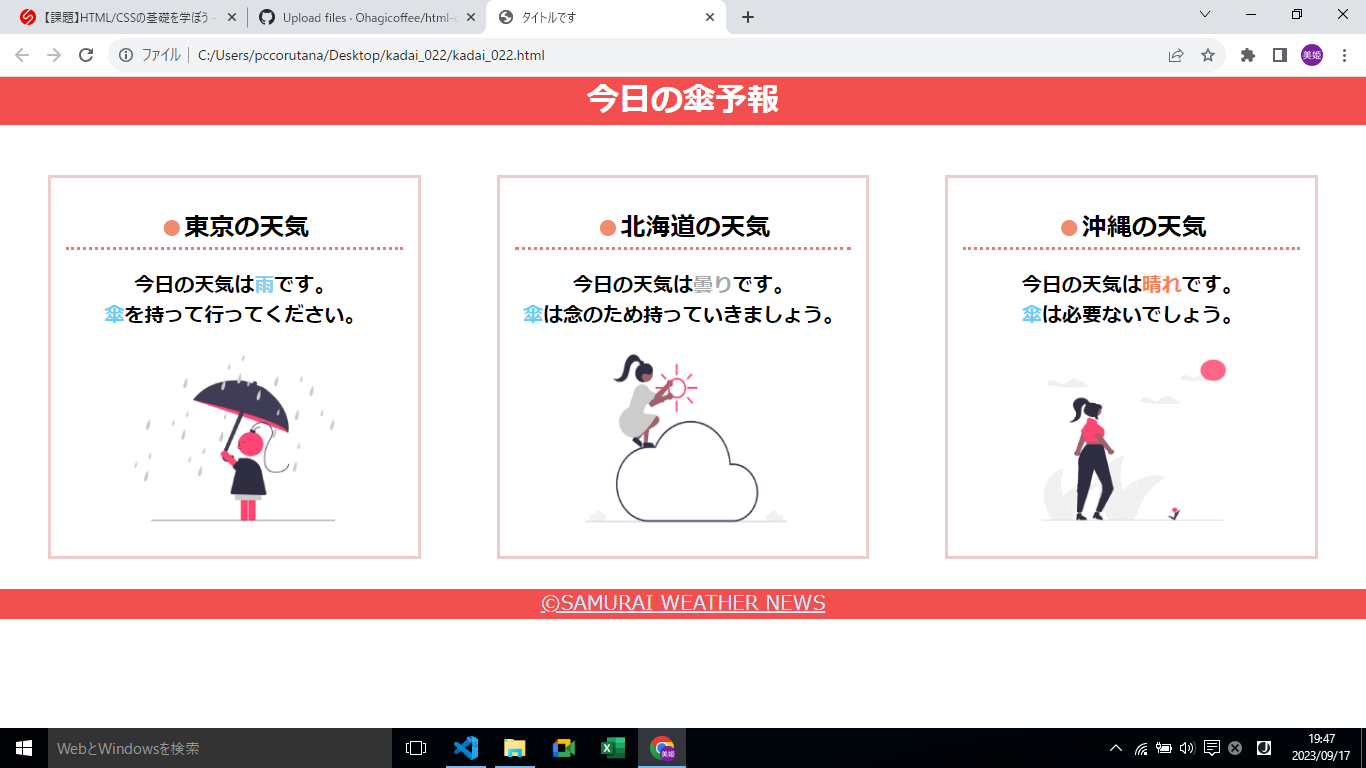 【課題】HTML/CSSの基礎を学ぼう -
Upload files · Ohagicoffee/html-c
タイトルです
ファイル | C:/Users/pccorutana/Desktop/kadai_022/kadai_022.html
美姫
今日の傘予報
東京の天気
今日の天気は雨です。
傘を持って行ってください。
北海道の天気
今日の天気は曇りです。
傘は念のため持っていきましょう。
沖縄の天気
今日の天気は晴れです。
傘は必要ないでしょう。
©SAMURAI WEATHER NEWS
WebとWindowsを検索
美姫
19:47
2023/09/17